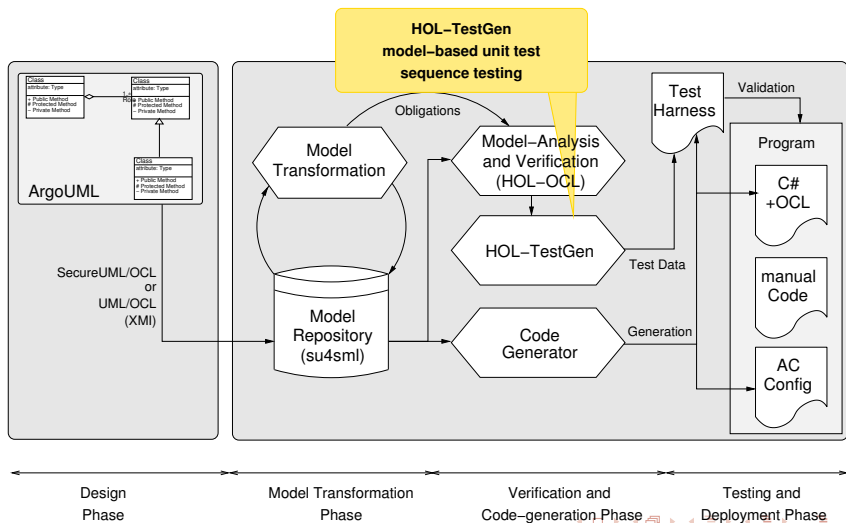 HOL−TestGen
model−based unit test
sequence testing
Class
attribute: Type
+ Public Method
# Protected Method
− Private Method
Class
attribute: Type
+ Public Method
# Protected Method
− Private Method
Class
attribute: Type
+ Public Method
# Protected Method
− Private Method
ArgoUML
SecureUML/OCL
or
UML/OCL
(XMI)
Model
Transformation
Obligations
Model
Repository
(su4sml)
Model−Analysis
and Verification
(HOL−OCL)
HOL−TestGen
Code
Generator
Test
Harness
Validation
Test Data
Generation
Program
C#
+OCL
manual
Code
AC
Config
Design
Phase
Model Transformation
Phase
Verification and
Code−generation Phase
Testing and
Deployment Phase